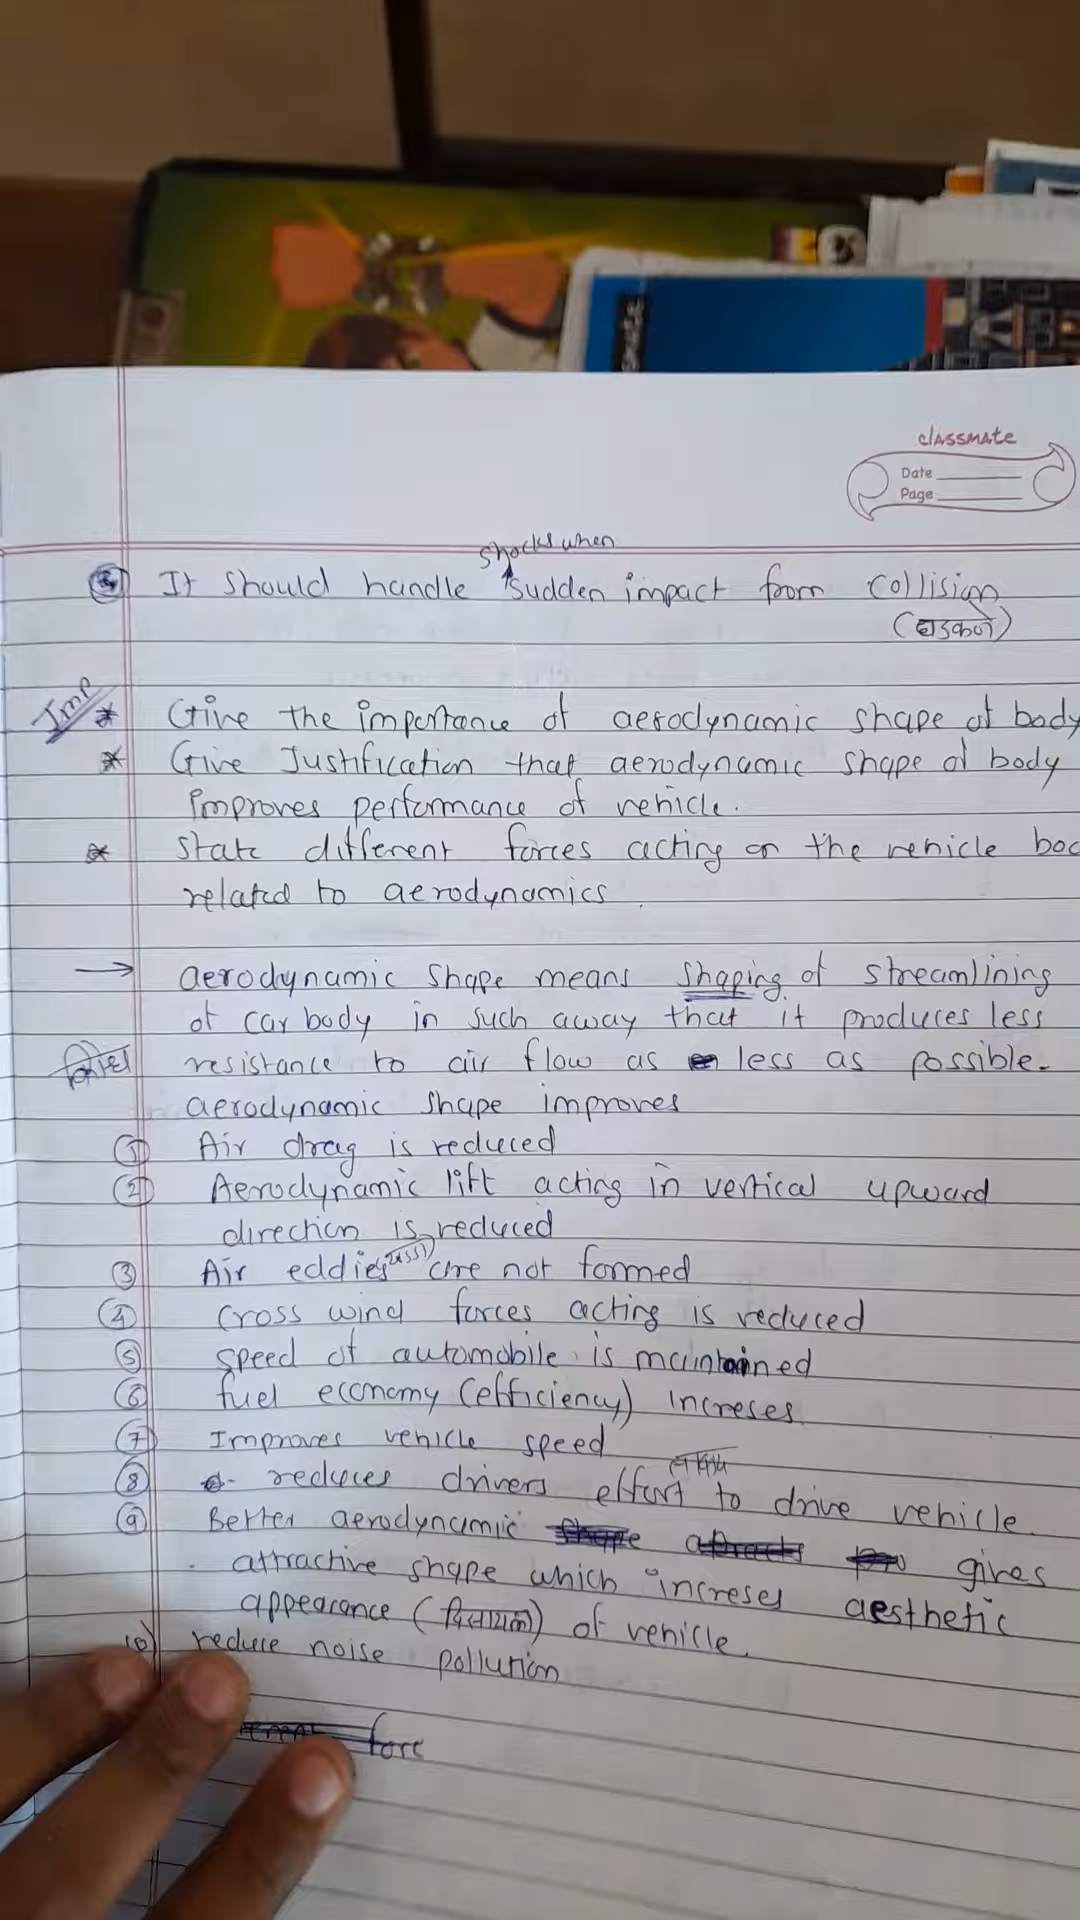 classmate
Date
Page
shocks when
It should handle sudden impact from collision
(धडकने)
Imp
* Give the importance of aerodynamic shape of body
* Give Justification that aerodynamic shape of body
improves performance of vehicle.
* State different forces acting on the vehicle bod
related to aerodynamics.
→ aerodynamic shape means shaping of streamlining
of car body in such away that it produces less
resistance to air flow as less as possible.
aerodynamic shape improves
① Air drag is reduced
② Aerodynamic lift acting in vertical upward
direction is reduced
③ Air eddies are not formed
④ Cross wind forces acting is reduced
⑤ speed of automobile is maintained
⑥ fuel economy (efficiency) increses
⑦ Improves vehicle speed
⑧ reduces drivers effort to drive vehicle
⑨ Better aerodynamic gives
attractive shape which increses aesthetic
appearance of vehicle.
10) reduce noise pollution
force